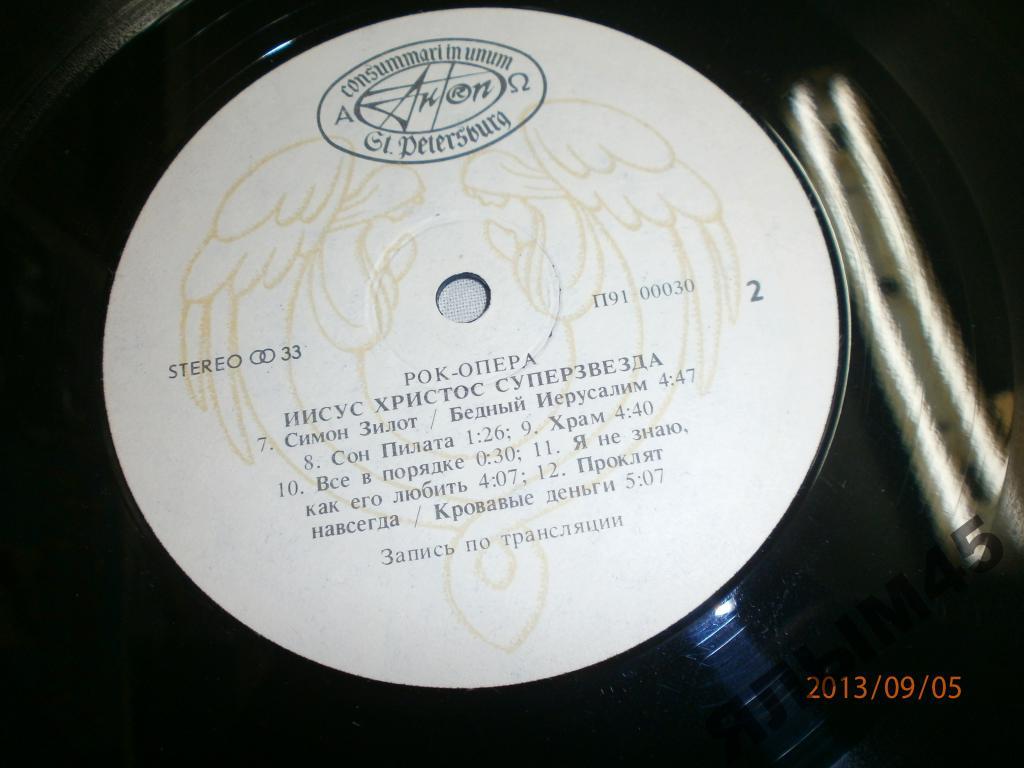 consummari in unum
А АнтOn Ω
St. Petersburg
П91 00030 2
STEREO 33
РОК-ОПЕРА
ИИСУС ХРИСТОС СУПЕРЗВЕЗДА
7. Симон Зилот / Бедный Иерусалим 4:47
8. Сон Пилата 1:26; 9. Храм 4:40
10. Все в порядке 0:30; 11. Я не знаю,
как его любить 4:07; 12. Проклят
навсегда / Кровавые деньги 5:07
Запись по трансляции
ЯЛЫМ45
2013/09/05